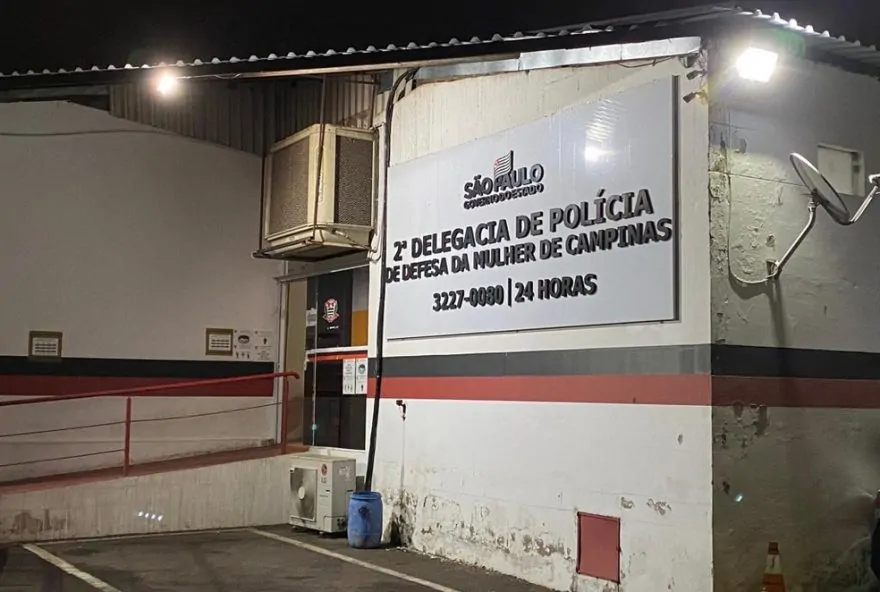 SÃO PAULO
GOVERNO DO ESTADO
2ª DELEGACIA DE POLÍCIA
DE DEFESA DA MULHER DE CAMPINAS
3227-0080 | 24 HORAS